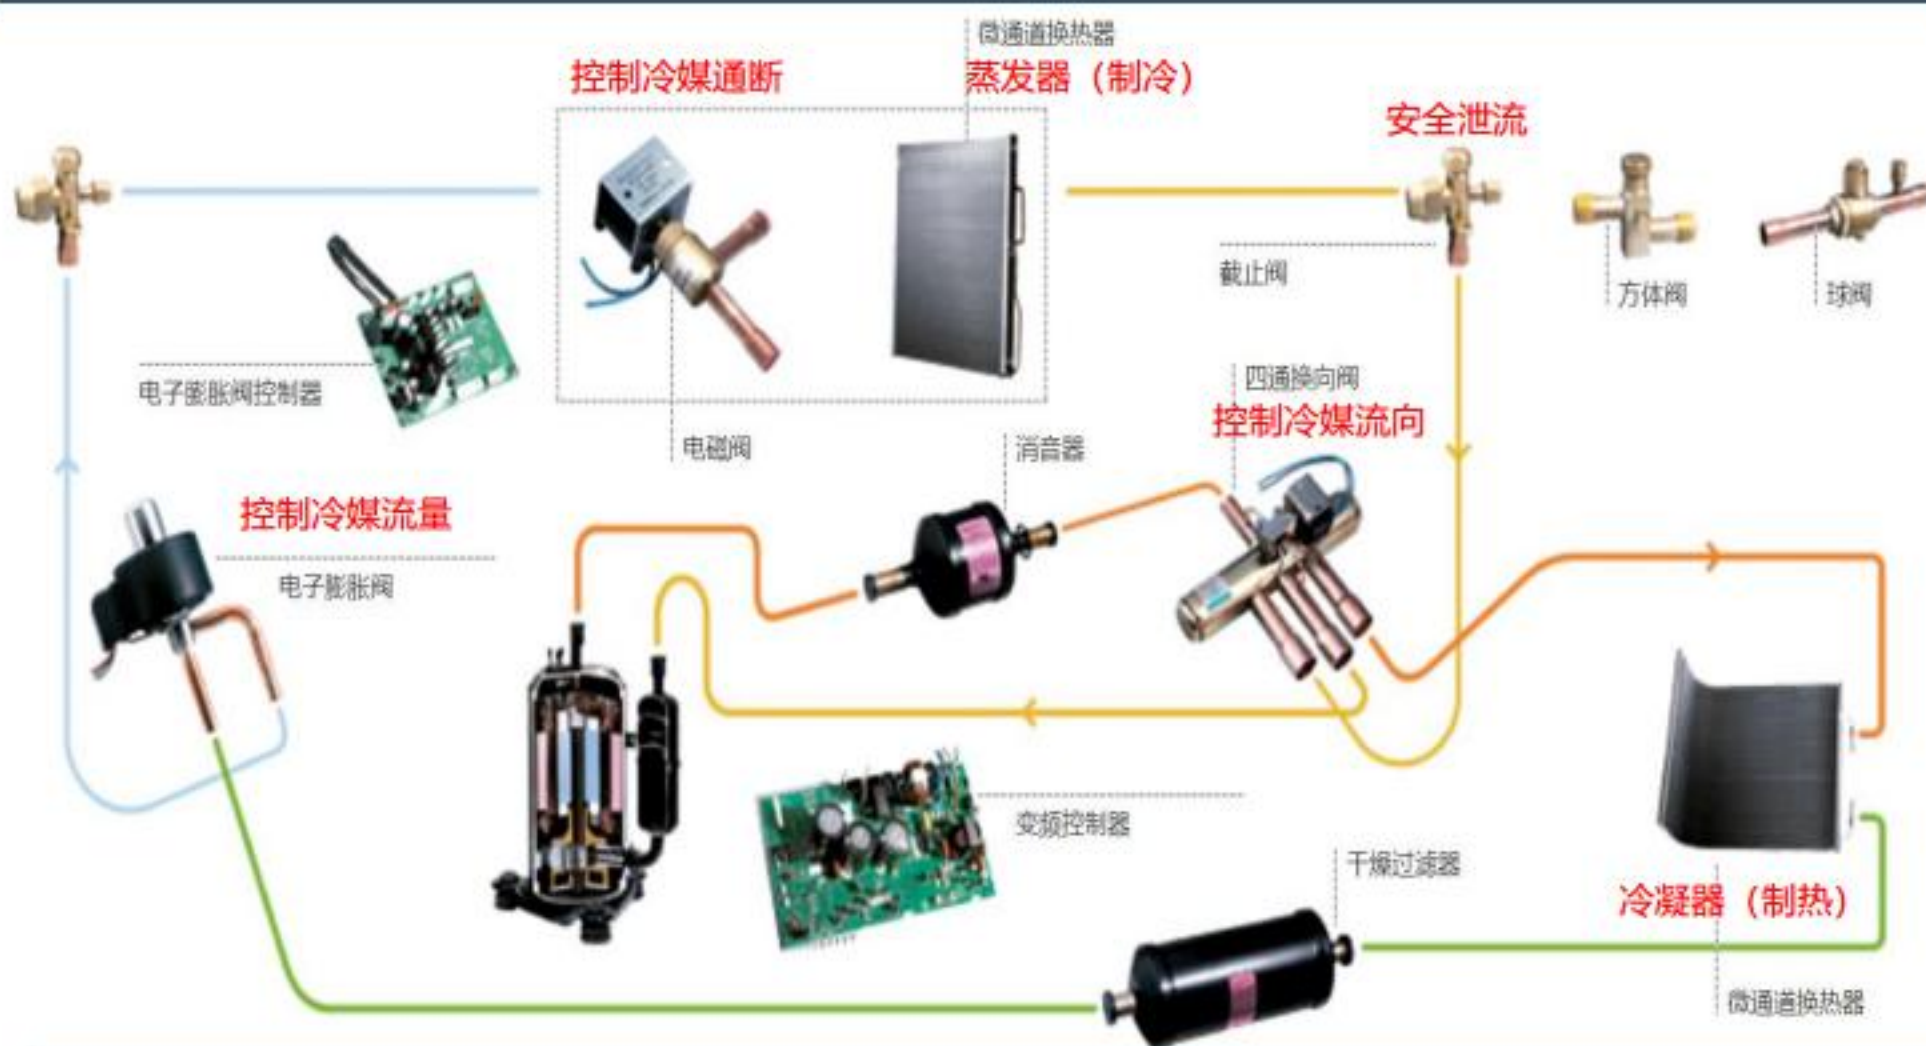 微通道换热器
控制冷媒通断
蒸发器（制冷）
安全泄流
截止阀
方体阀
球阀
电子膨胀阀控制器
四通换向阀
控制冷媒流向
电磁阀
消音器
控制冷媒流量
电子膨胀阀
变频控制器
干燥过滤器
冷凝器（制热）
微通道换热器